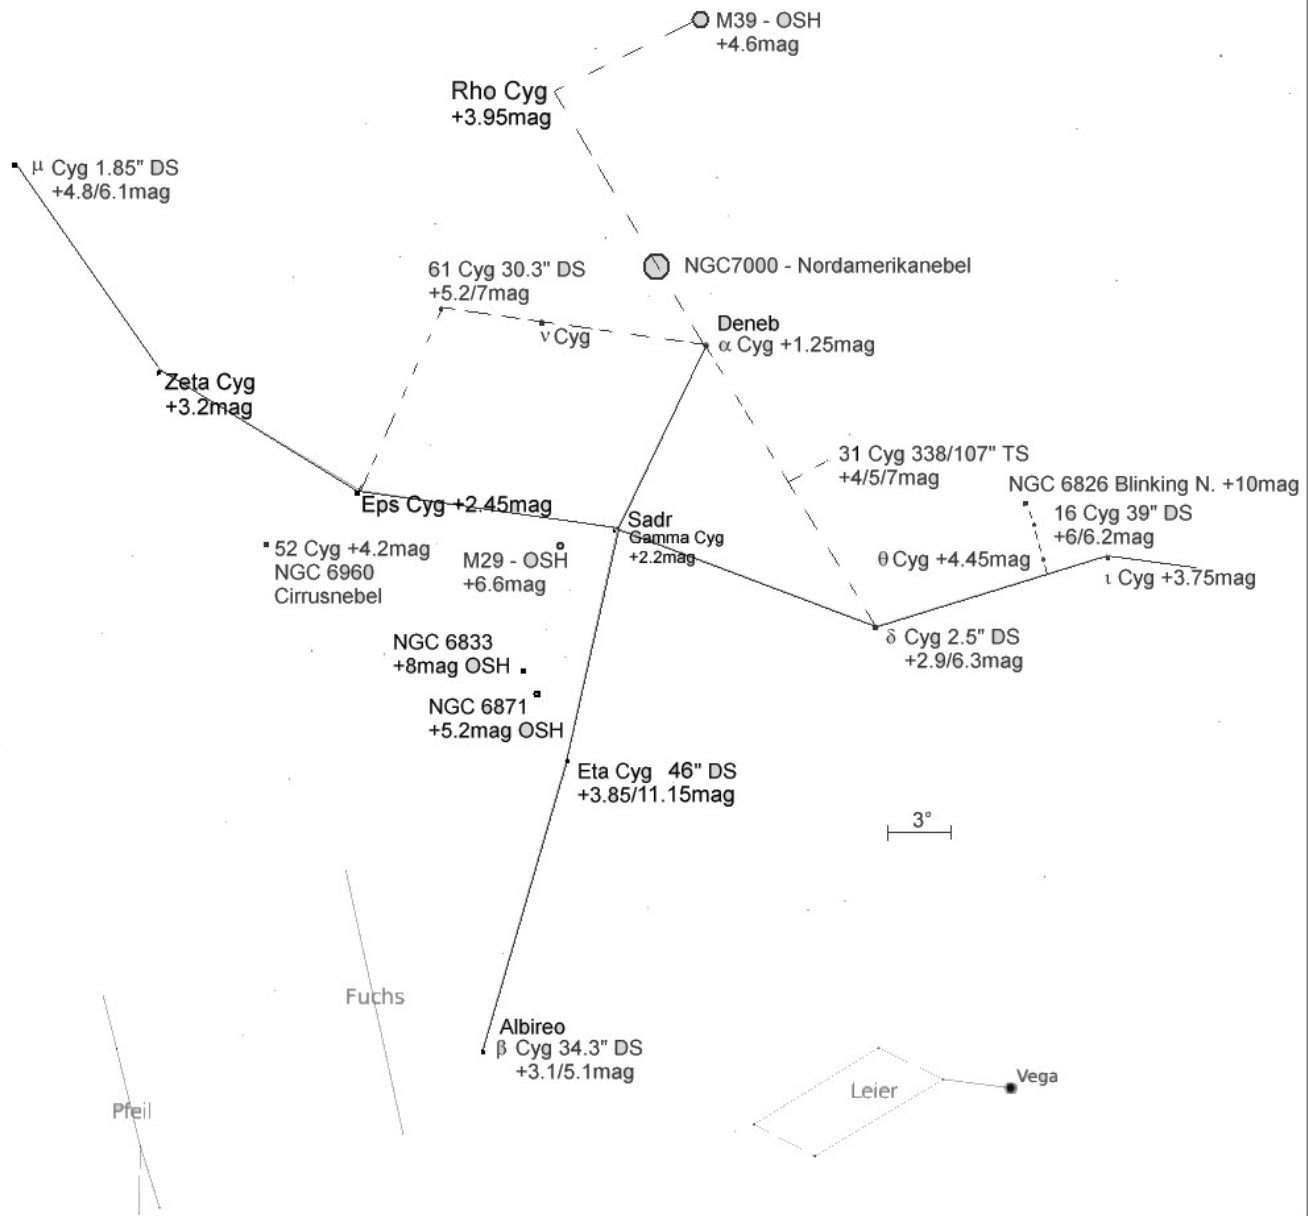 M39 - OSH
+4.6mag
Rho Cyg
+3.95mag
μ Cyg 1.85" DS
+4.8/6.1mag
61 Cyg 30.3" DS
+5.2/7mag
NGC7000 - Nordamerikanebel
ν Cyg
Deneb
α Cyg +1.25mag
Zeta Cyg
+3.2mag
31 Cyg 338/107" TS
+4/5/7mag
NGC 6826 Blinking N. +10mag
Eps Cyg +2.45mag
Sadr
Gamma Cyg
+2.2mag
16 Cyg 39" DS
+6/6.2mag
52 Cyg +4.2mag
NGC 6960
Cirrusnebel
M29 - OSH
+6.6mag
θ Cyg +4.45mag
ι Cyg +3.75mag
δ Cyg 2.5" DS
+2.9/6.3mag
NGC 6833
+8mag OSH
NGC 6871
+5.2mag OSH
Eta Cyg 46" DS
+3.85/11.15mag
3°
Fuchs
Albireo
β Cyg 34.3" DS
+3.1/5.1mag
Vega
Leier
Pfeil